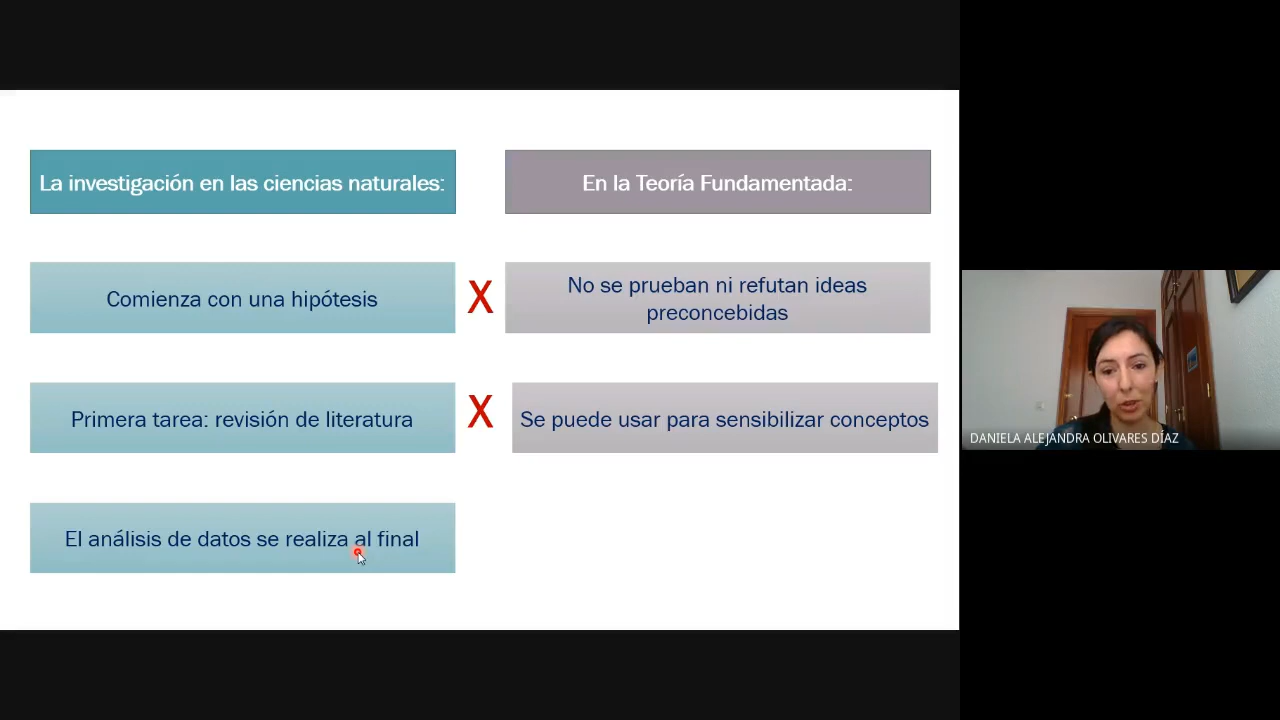 La investigación en las ciencias naturales:
En la Teoría Fundamentada:
Comienza con una hipótesis
X
No se prueban ni refutan ideas
preconcebidas
Primera tarea: revisión de literatura
X
Se puede usar para sensibilizar conceptos
El análisis de datos se realiza al final
DANIELA ALEJANDRA OLIVARES DÍAZ